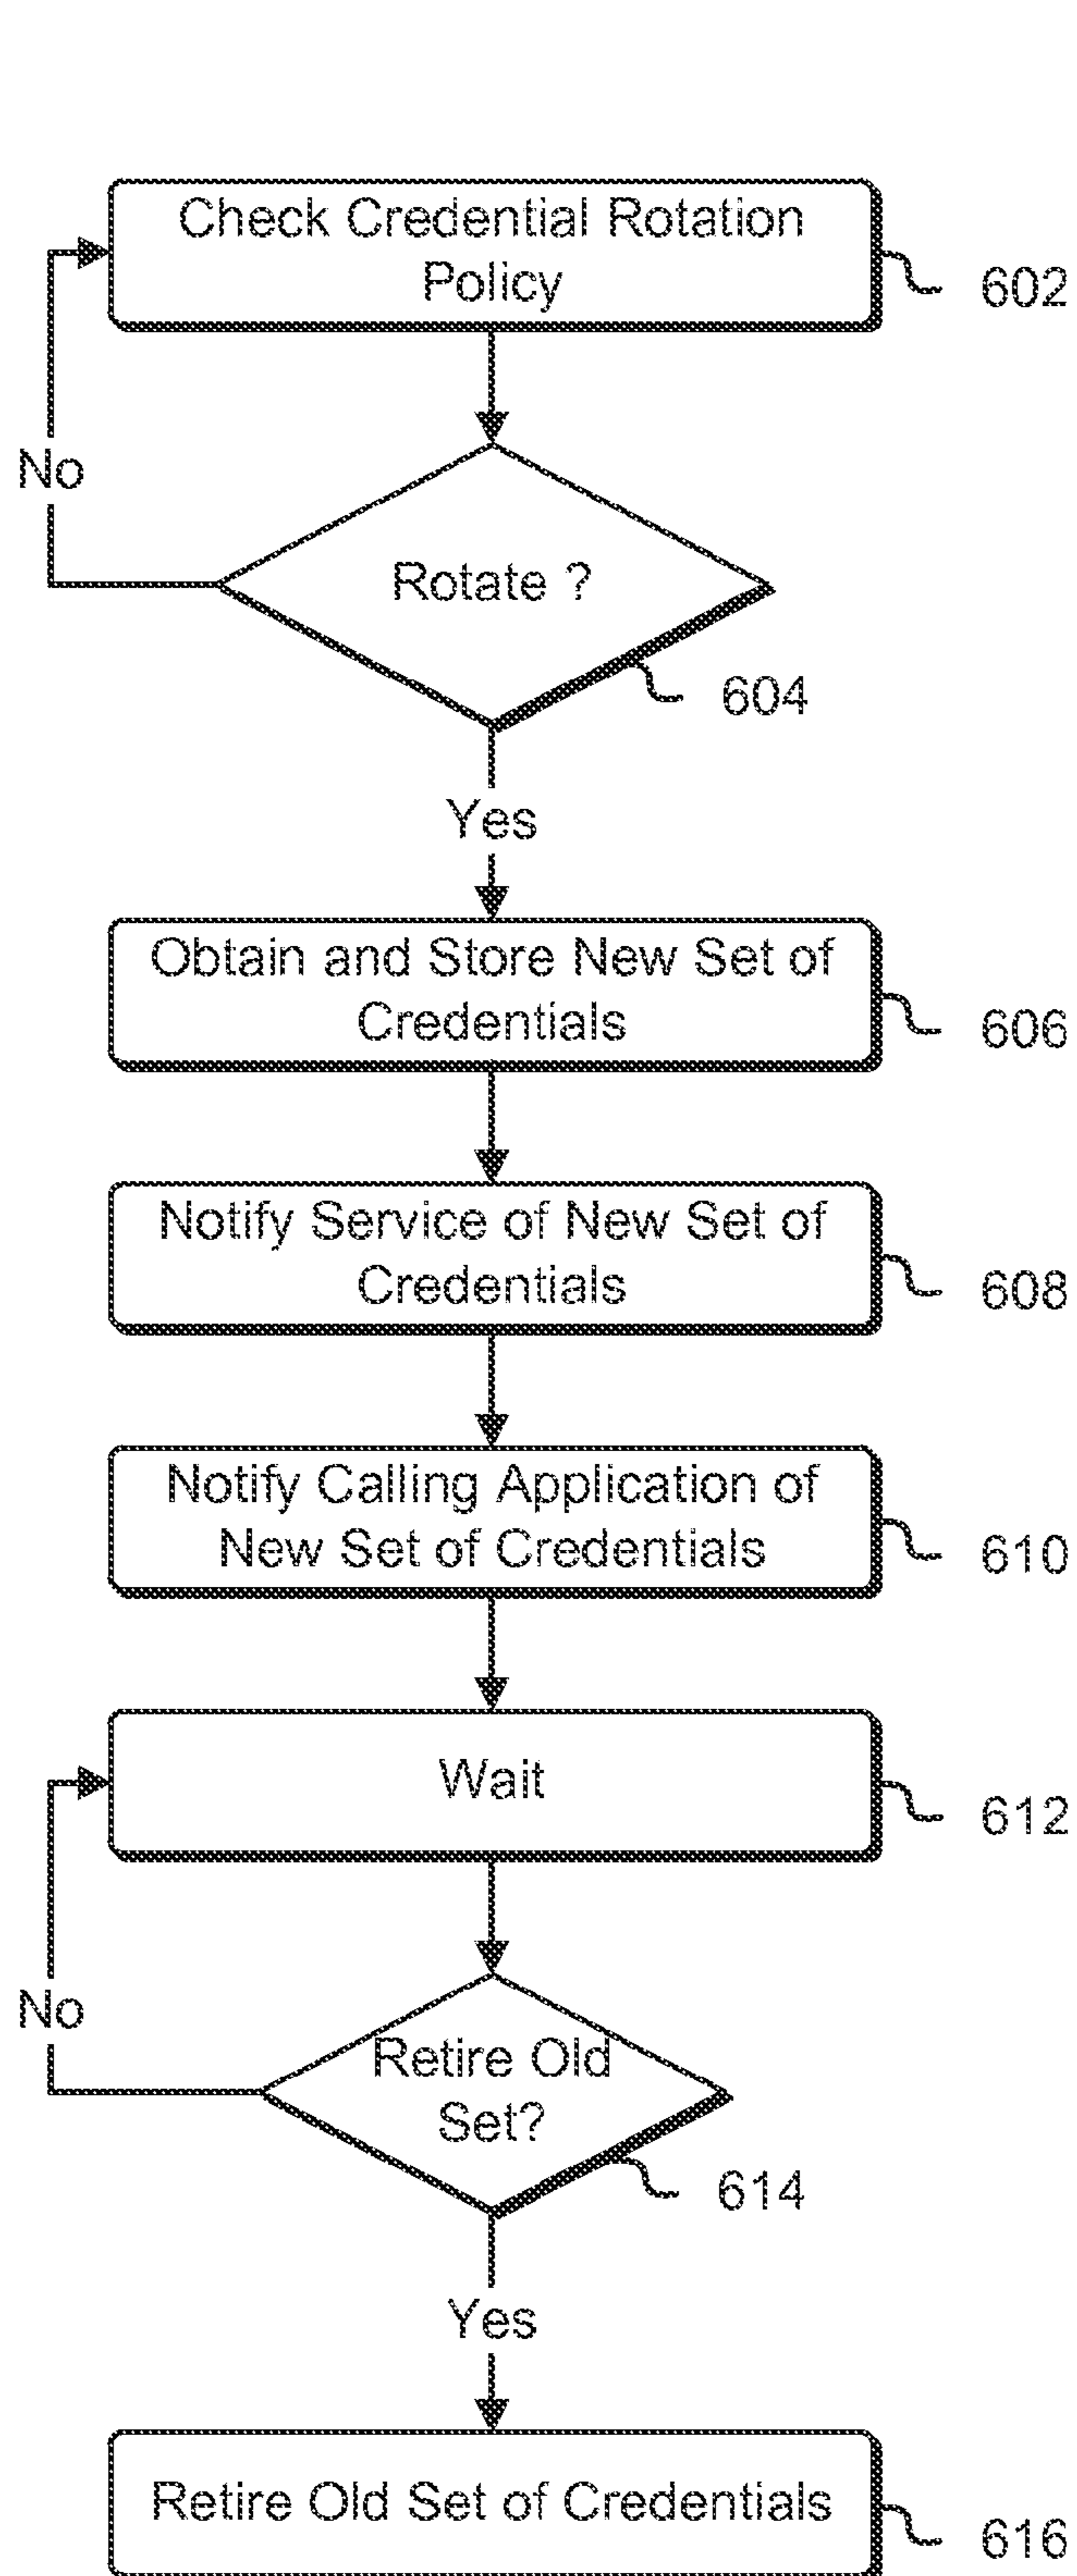 Check Credential Rotation
Policy
602
No
Rotate ?
604
Yes
Obtain and Store New Set of
Credentials
606
Notify Service of New Set of
Credentials
608
Notify Calling Application of
New Set of Credentials
610
Wait
612
No
Retire Old
Set?
614
Yes
Retire Old Set of Credentials
616